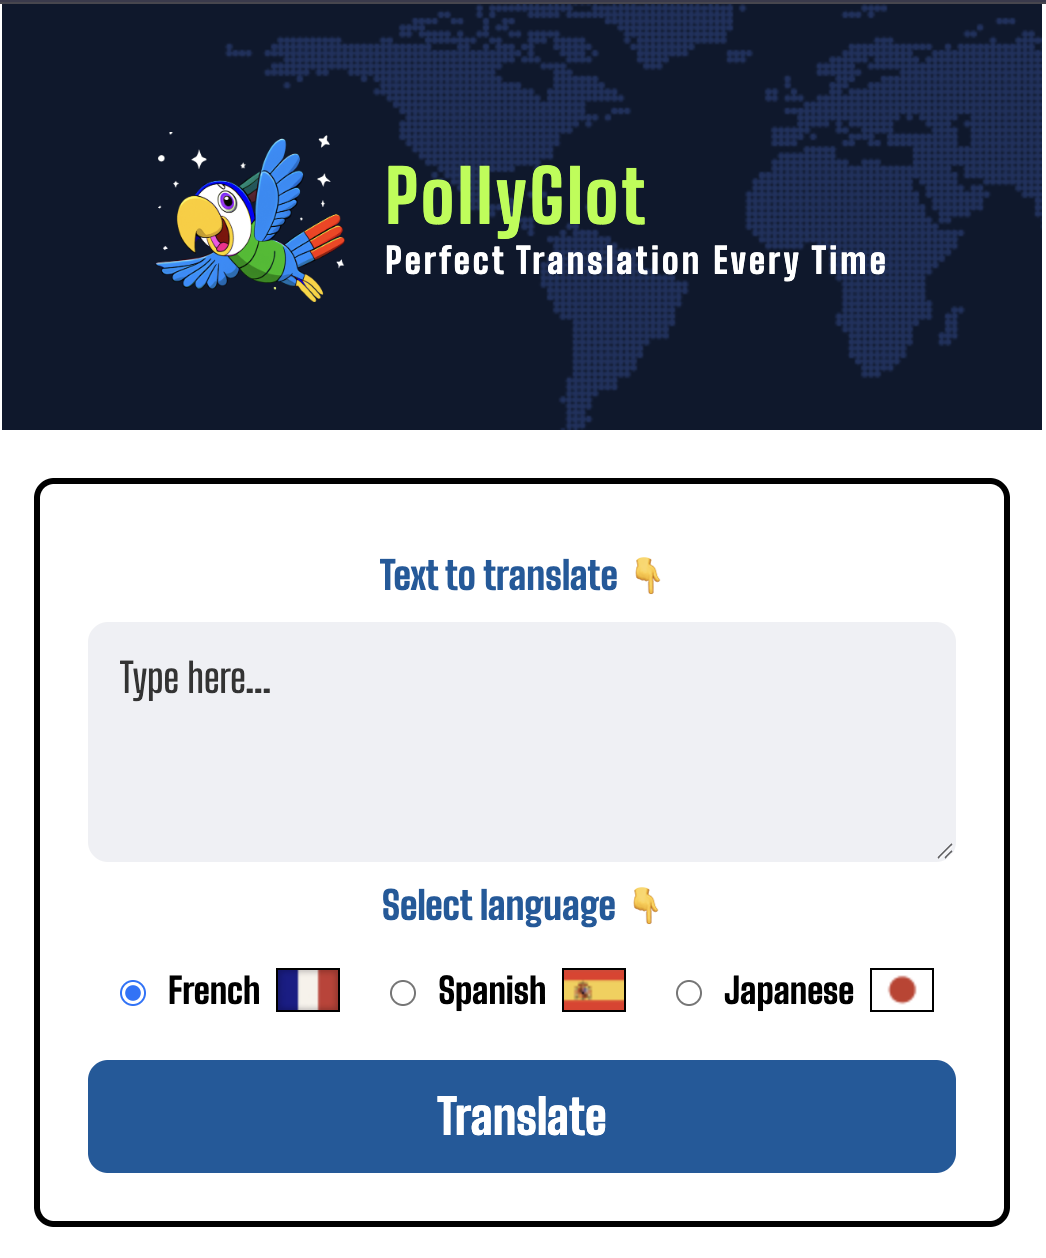 PollyGlot
Perfect Translation Every Time
Text to translate 👇
Type here...
Select language 👇
French Spanish Japanese
Translate